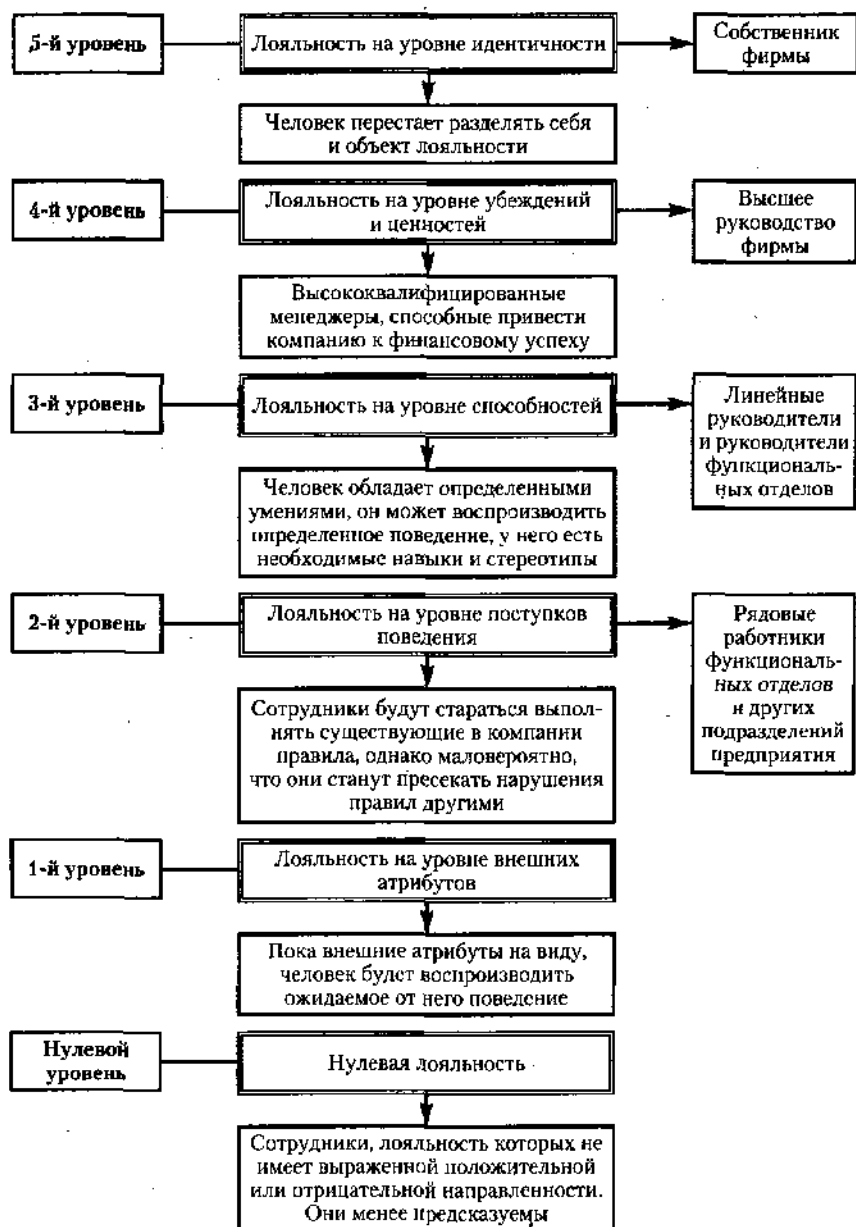 5-й уровень
Лояльность на уровне идентичности
Собственник
фирмы
Человек перестает разделять себя
и объект лояльности
4-й уровень
Лояльность на уровне убеждений
и ценностей
Высшее
руководство
фирмы
Высококвалифицированные
менеджеры, способные привести
компанию к финансовому успеху
3-й уровень
Лояльность на уровне способностей
Линейные
руководители
и руководители
функциональ-
ных отделов
Человек обладает определенными
умениями, он может воспроизводить
определенное поведение, у него есть
необходимые навыки и стереотипы
2-й уровень
Лояльность на уровне поступков
поведения
Рядовые
работники
функциональ-
ных отделов
и других
подразделений
предприятия
Сотрудники будут стараться выпол-
нять существующие в компании
правила, однако маловероятно,
что они станут пресекать нарушения
правил другими
1-й уровень
Лояльность на уровне внешних
атрибутов
Пока внешние атрибуты на виду,
человек будет воспроизводить
ожидаемое от него поведение
Нулевой
уровень
Нулевая лояльность
Сотрудники, лояльность которых не
имеет выраженной положительной
или отрицательной направленности.
Они менее предсказуемы